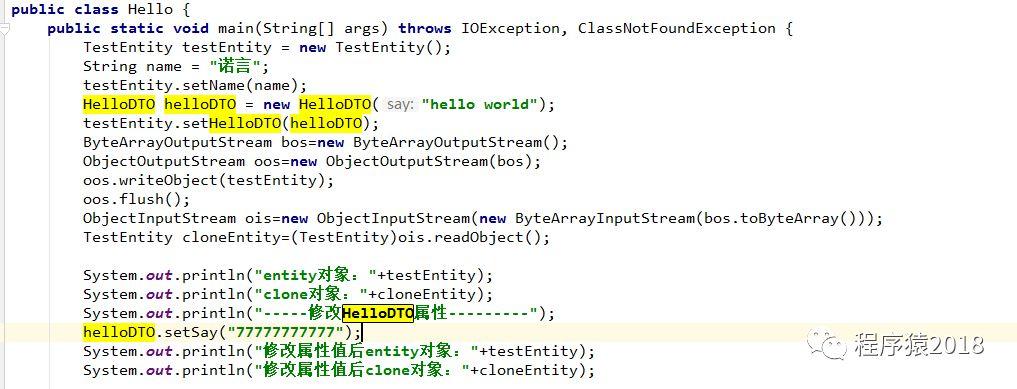 public class Hello {
public static void main(String[] args) throws IOException, ClassNotFoundException {
TestEntity testEntity = new TestEntity();
String name = "诺言";
testEntity.setName(name);
HelloDTO helloDTO = new HelloDTO( say: "hello world");
testEntity.setHelloDTO(helloDTO);
ByteArrayOutputStream bos=new ByteArrayOutputStream();
ObjectOutputStream oos=new ObjectOutputStream(bos);
oos.writeObject(testEntity);
oos.flush();
ObjectInputStream ois=new ObjectInputStream(new ByteArrayInputStream(bos.toByteArray()));
TestEntity cloneEntity=(TestEntity)ois.readObject();
System.out.println("entity对象："+testEntity);
System.out.println("clone对象："+cloneEntity);
System.out.println("-----修改HelloDTO属性---------");
helloDTO.setSay("77777777777");
System.out.println("修改属性值后entity对象："+testEntity);
System.out.println("修改属性值后clone对象："+cloneEntity);
程序猿2018